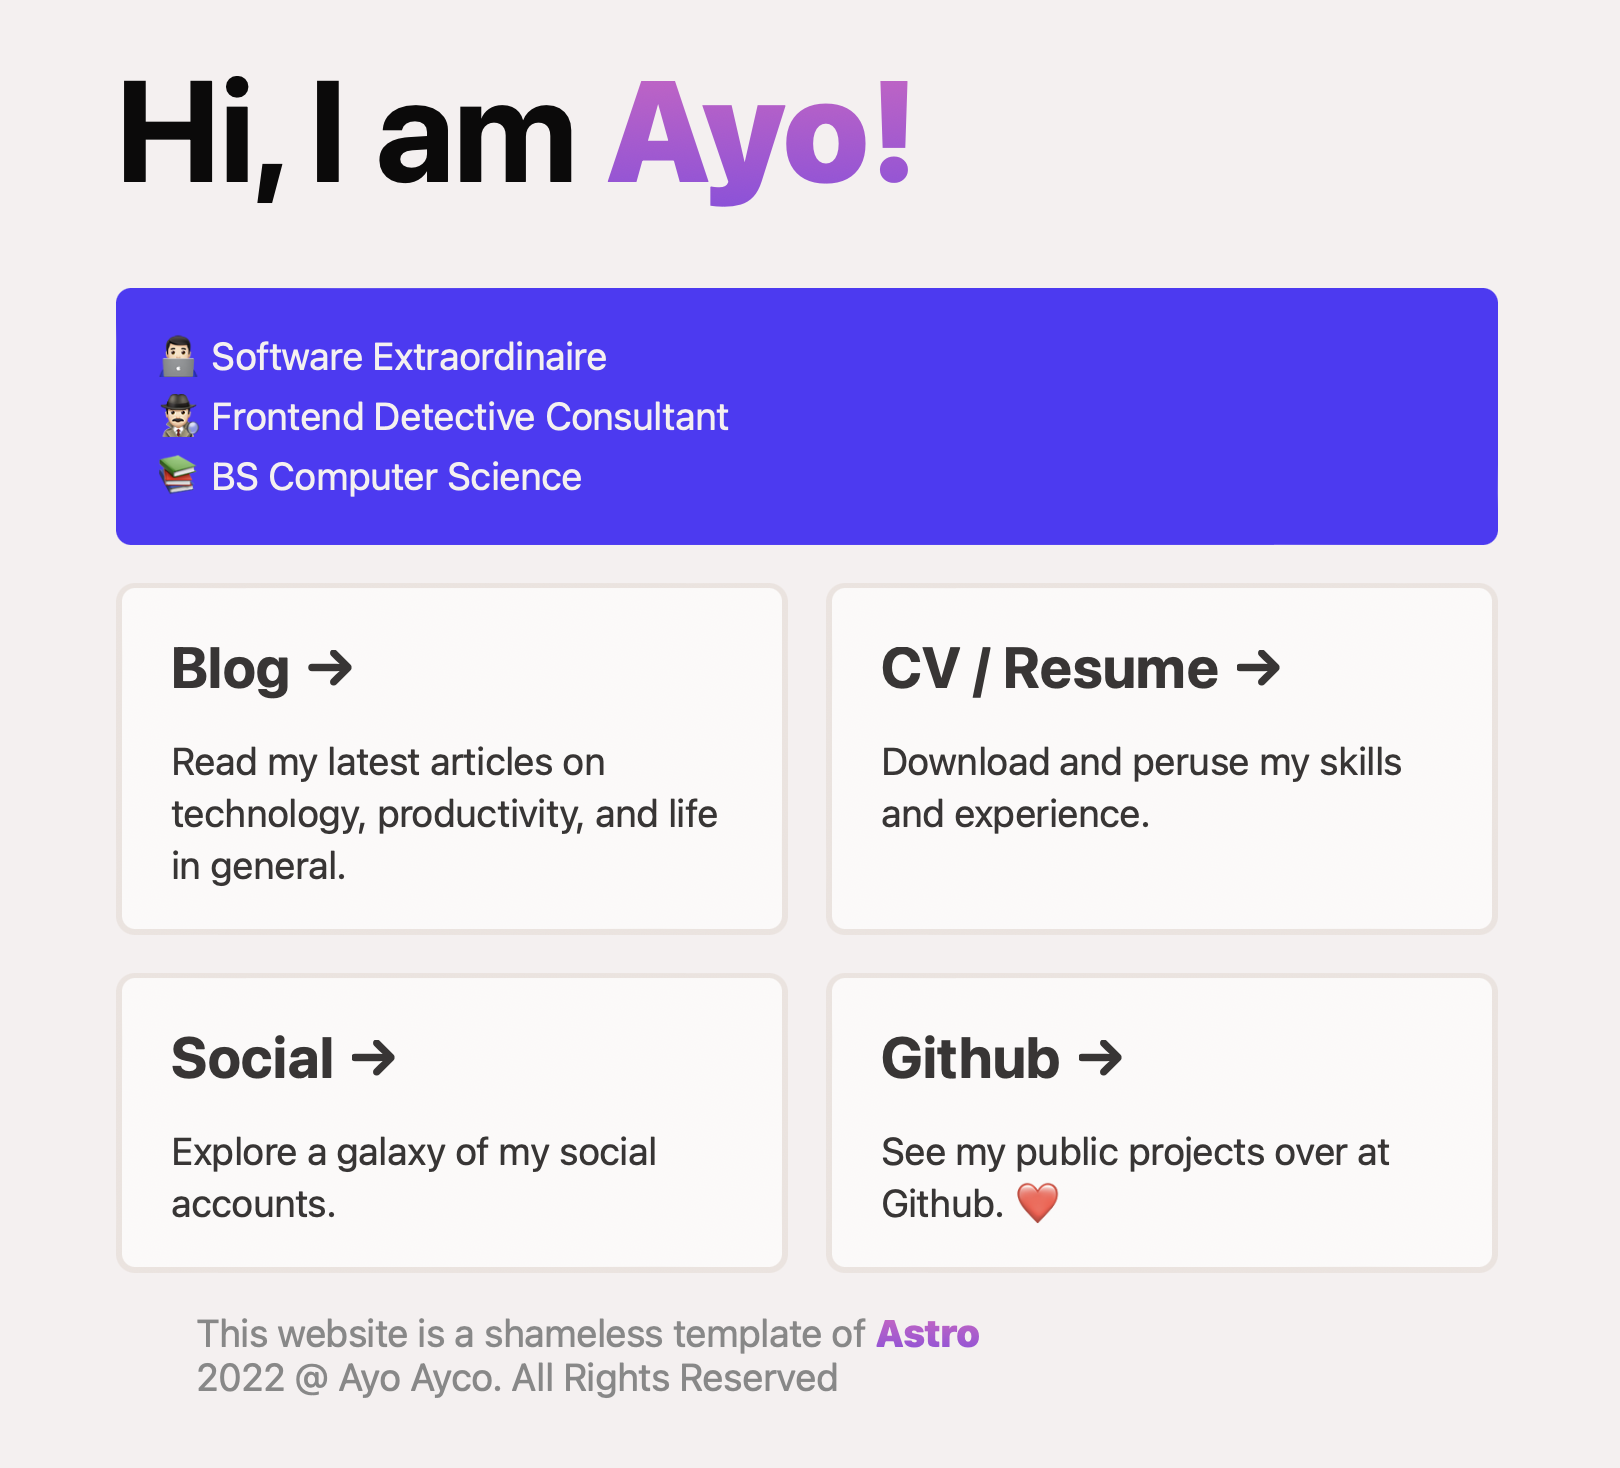 Hi, I am Ayo!
👨🏻‍💻 Software Extraordinaire
🕵🏻‍♂️ Frontend Detective Consultant
📚 BS Computer Science
Blog →
Read my latest articles on
technology, productivity, and life
in general.
CV / Resume →
Download and peruse my skills
and experience.
Social →
Explore a galaxy of my social
accounts.
Github →
See my public projects over at
Github. ❤️
This website is a shameless template of Astro
2022 @ Ayo Ayco. All Rights Reserved